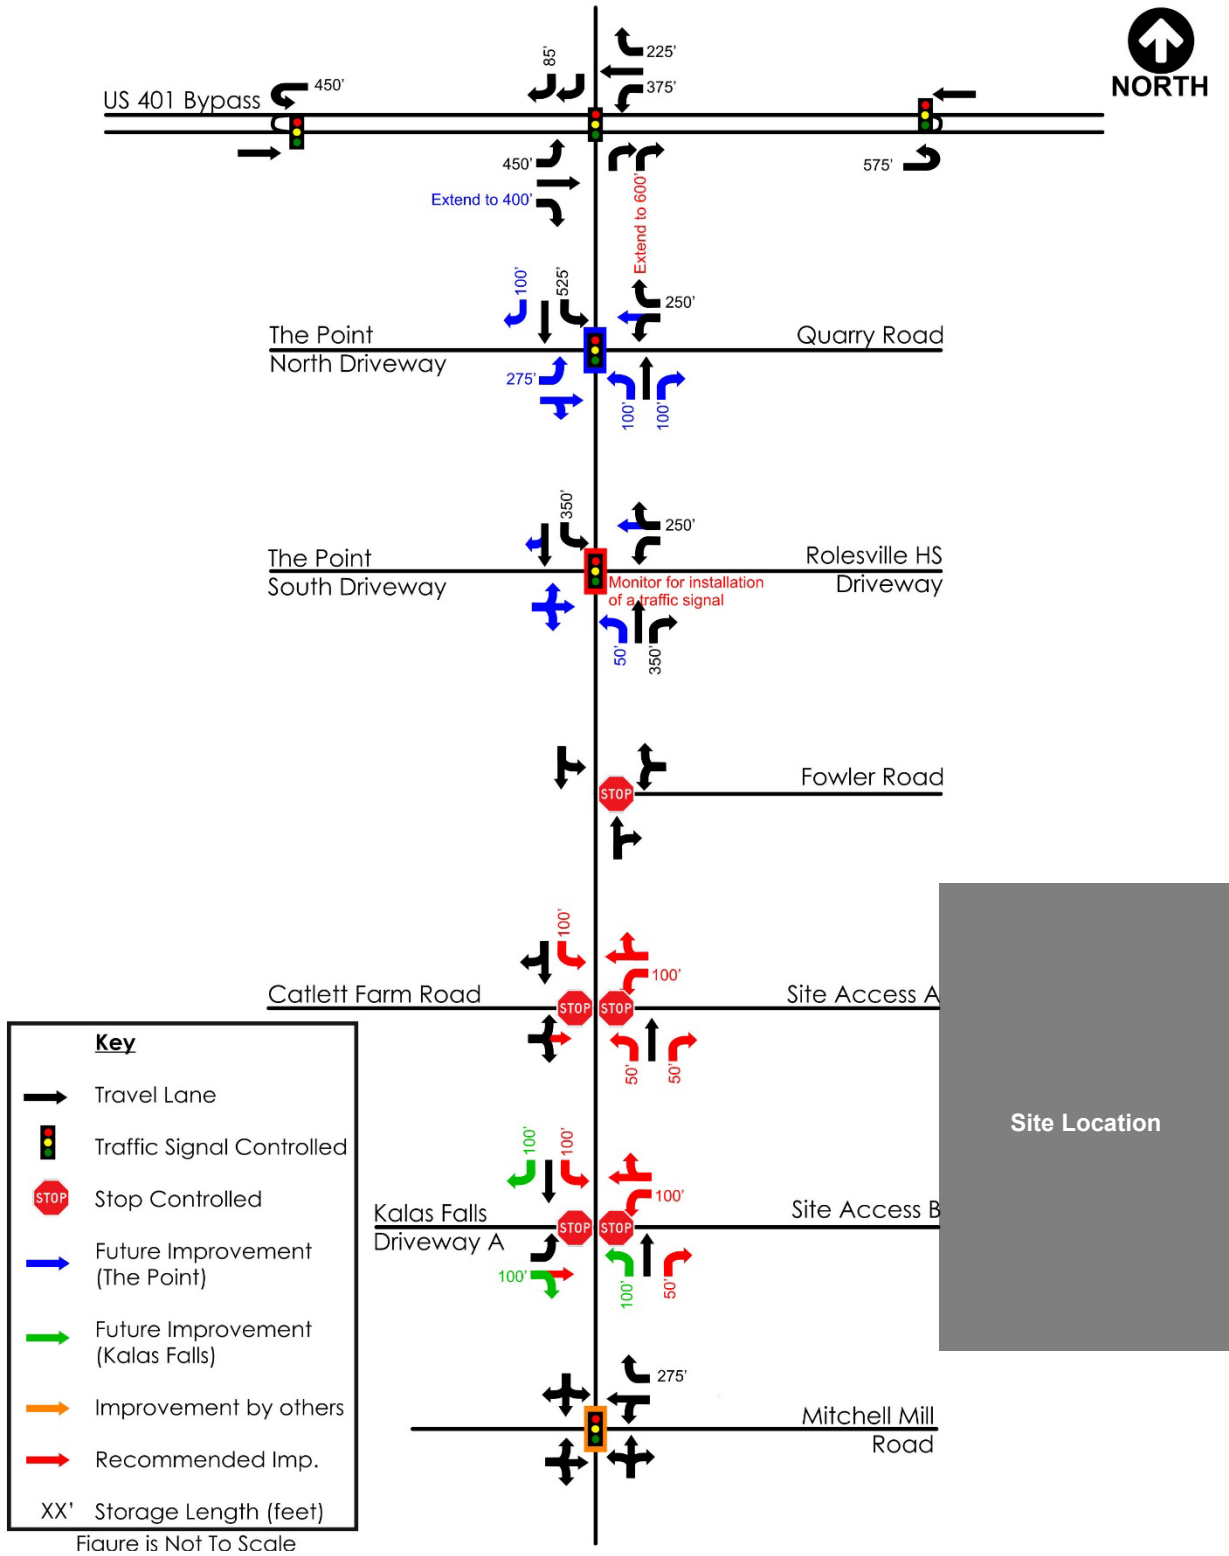 NORTH
225'
85'
375'
450'
US 401 Bypass
450'
575'
Extend to 400'
Extend to 600'
100'
525'
250'
The Point
North Driveway
Quarry Road
275'
100'
100'
350'
250'
The Point
South Driveway
Rolesville HS
Driveway
Monitor for installation
of a traffic signal
50'
350'
Fowler Road
STOP
100'
100'
Catlett Farm Road
STOP
STOP
Site Access A
50'
50'
Site Location
100'
100'
100'
Kalas Falls
Driveway A
STOP
STOP
Site Access B
100'
100'
50'
275'
Mitchell Mill
Road
Key
Travel Lane
Traffic Signal Controlled
STOP
Stop Controlled
Future Improvement
(The Point)
Future Improvement
(Kalas Falls)
Improvement by others
Recommended Imp.
XX' Storage Length (feet)
Figure is Not To Scale